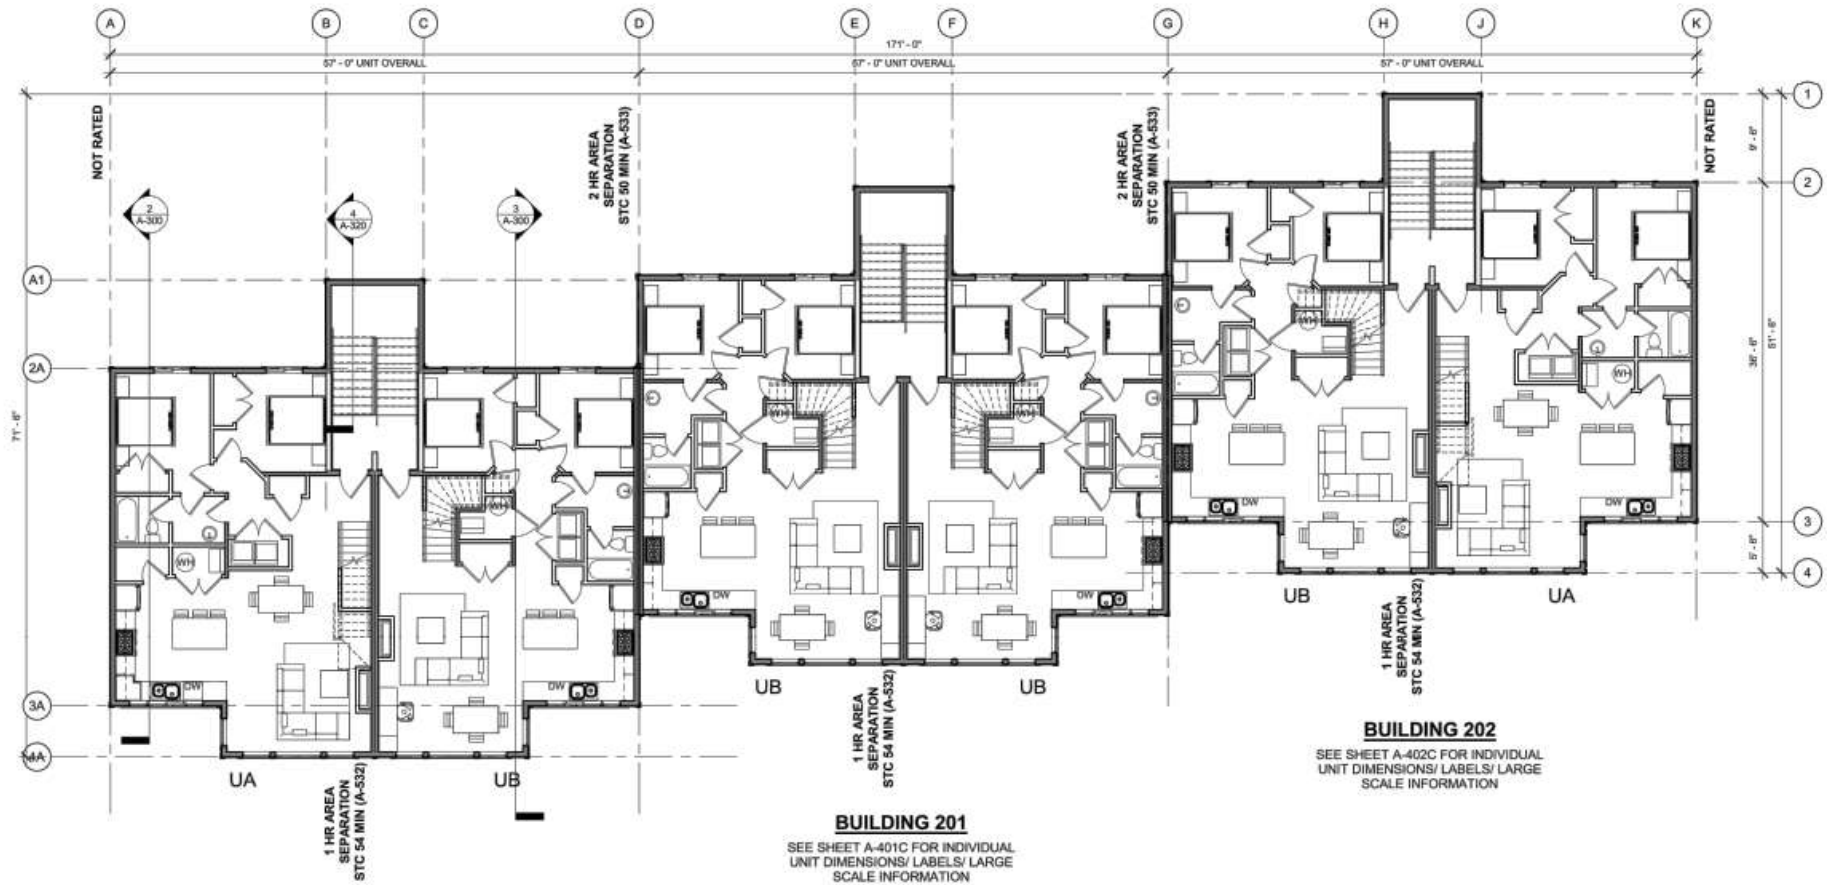 A B C D E F G H J K
171' - 0"
57' - 0" UNIT OVERALL
57' - 0" UNIT OVERALL
57' - 0" UNIT OVERALL
NOT RATED
2 HR AREA
SEPARATION
STC 50 MIN (A-533)
2 HR AREA
SEPARATION
STC 50 MIN (A-533)
NOT RATED
1
9' - 6"
2
2
A-300
4
A-320
3
A-300
A1
2A
36' - 6"
51' - 6"
71' - 6"
WH
WH
WH
WH
WH
WH
DW
DW
DW
DW
DW
DW
3
5' - 6"
4
3A
4A
UB
UA
UB
UB
UA
UB
1 HR AREA
SEPARATION
STC 54 MIN (A-532)
1 HR AREA
SEPARATION
STC 54 MIN (A-532)
1 HR AREA
SEPARATION
STC 54 MIN (A-532)
BUILDING 202
SEE SHEET A-402C FOR INDIVIDUAL
UNIT DIMENSIONS/ LABELS/ LARGE
SCALE INFORMATION
BUILDING 201
SEE SHEET A-401C FOR INDIVIDUAL
UNIT DIMENSIONS/ LABELS/ LARGE
SCALE INFORMATION